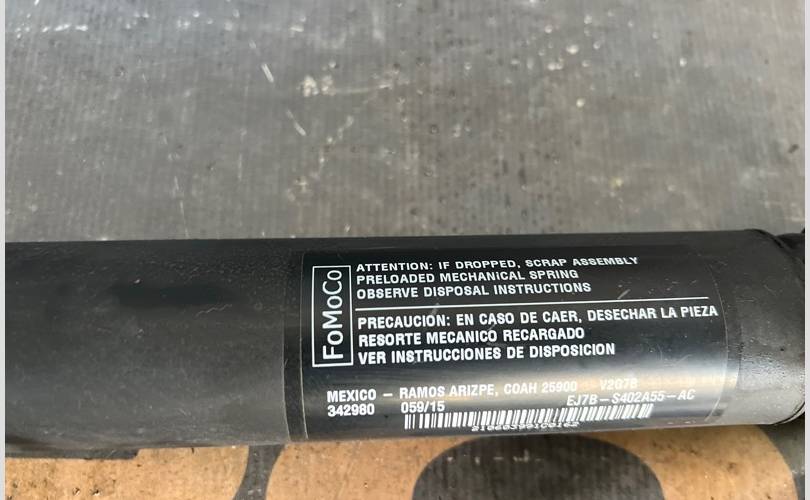 FoMoCo
ATTENTION: IF DROPPED, SCRAP ASSEMBLY
PRELOADED MECHANICAL SPRING
OBSERVE DISPOSAL INSTRUCTIONS
PRECAUCION: EN CASO DE CAER, DESECHAR LA PIEZA
RESORTE MECANICO RECARGADO
VER INSTRUCCIONES DE DISPOSICION
MEXICO - RAMOS ARIZPE, COAH 25900 V2G7B
342980 059/15 EJ7B-S402A55-AC